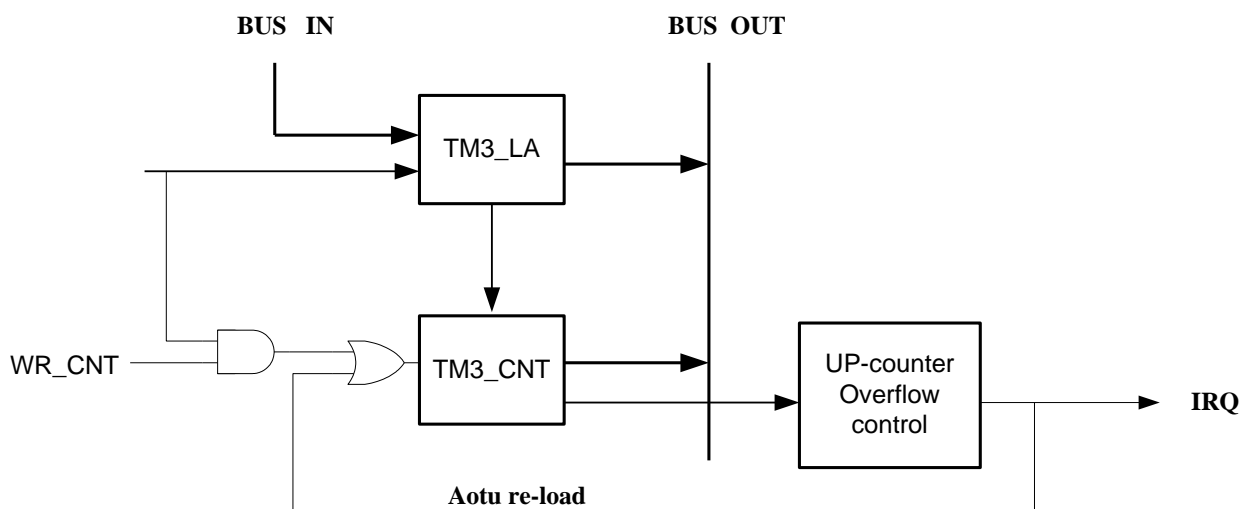 BUS IN
BUS OUT
TM3_LA
WR_CNT
TM3_CNT
UP-counter
Overflow
control
IRQ
Aotu re-load